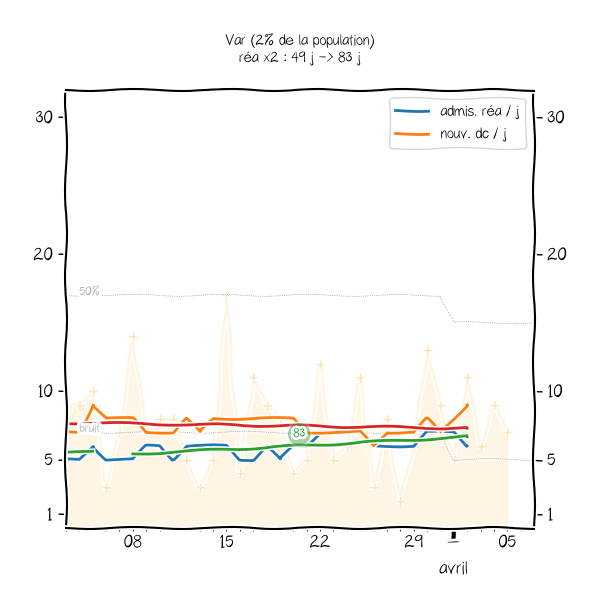 Var (2% de la population)
réa x2 : 49 j -> 83 j
admis. réa / j
nouv. dc / j
30
30
20
20
50%
10
10
bruit
83
5
5
1
1
08
15
22
29
05
avril